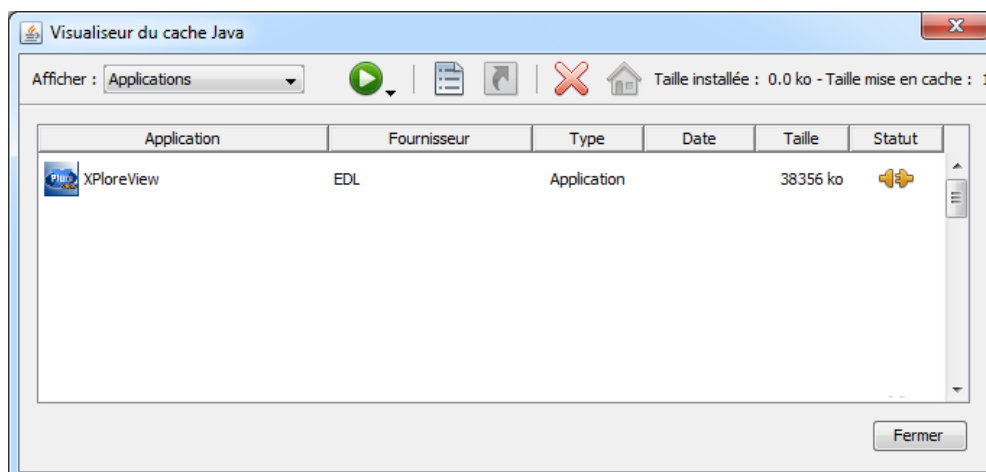 Visualiseur du cache Java
Afficher : Applications Taille installée : 0.0 ko - Taille mise en cache : 1
Application Fournisseur Type Date Taille Statut
XPloreView EDL Application 38356 ko
Fermer